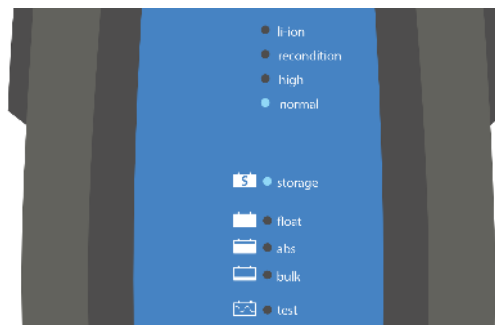 li-ion
recondition
high
normal
S storage
float
abs
bulk
test